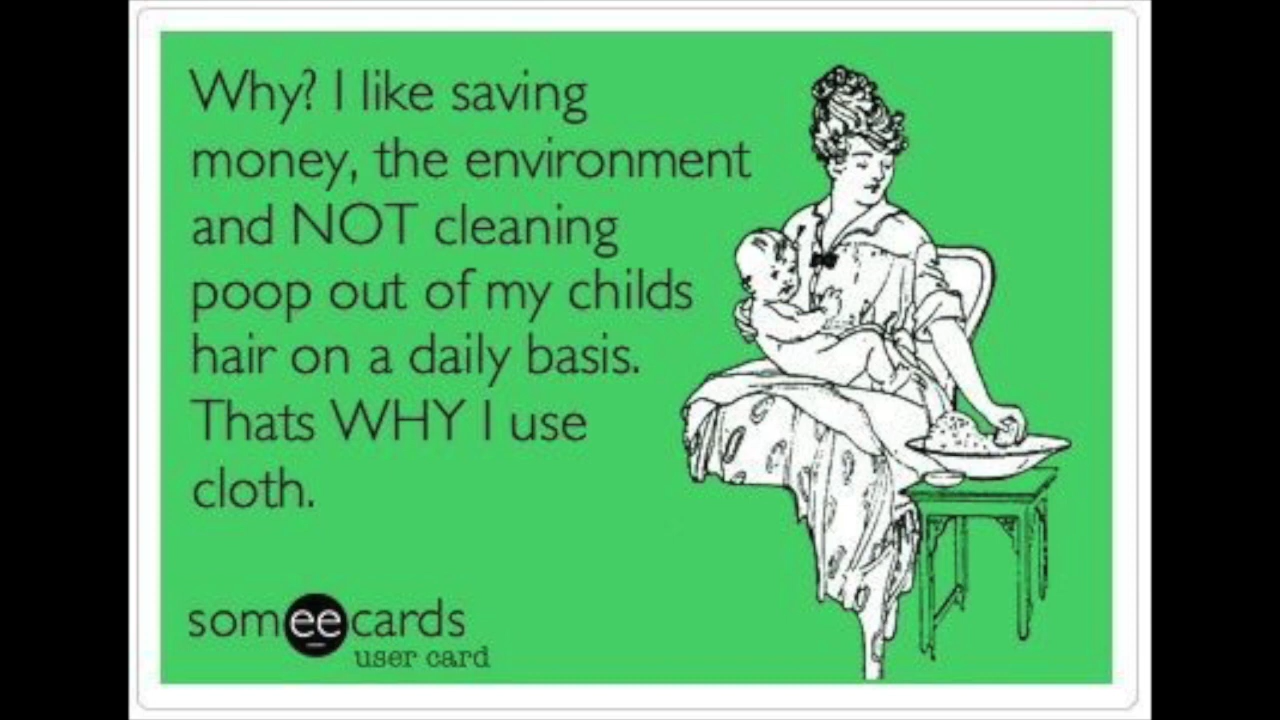 Why? I like saving
money, the environment
and NOT cleaning
poop out of my childs
hair on a daily basis.
Thats WHY I use
cloth.
someecards
user card